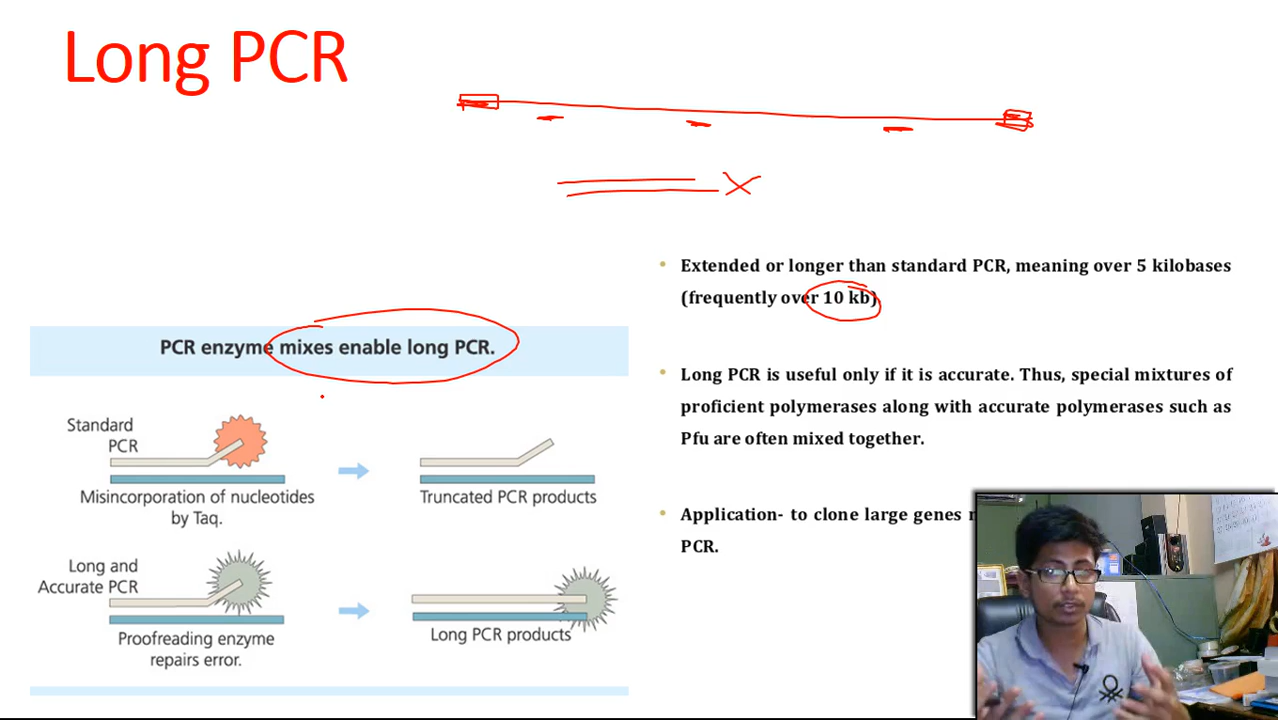 Long PCR
PCR enzyme mixes enable long PCR.
Standard
PCR
Misincorporation of nucleotides
by Taq.
Truncated PCR products
Long and
Accurate PCR
Proofreading enzyme
repairs error.
Long PCR products
• Extended or longer than standard PCR, meaning over 5 kilobases
(frequently over 10 kb)
• Long PCR is useful only if it is accurate. Thus, special mixtures of
proficient polymerases along with accurate polymerases such as
Pfu are often mixed together.
• Application- to clone large genes
PCR.